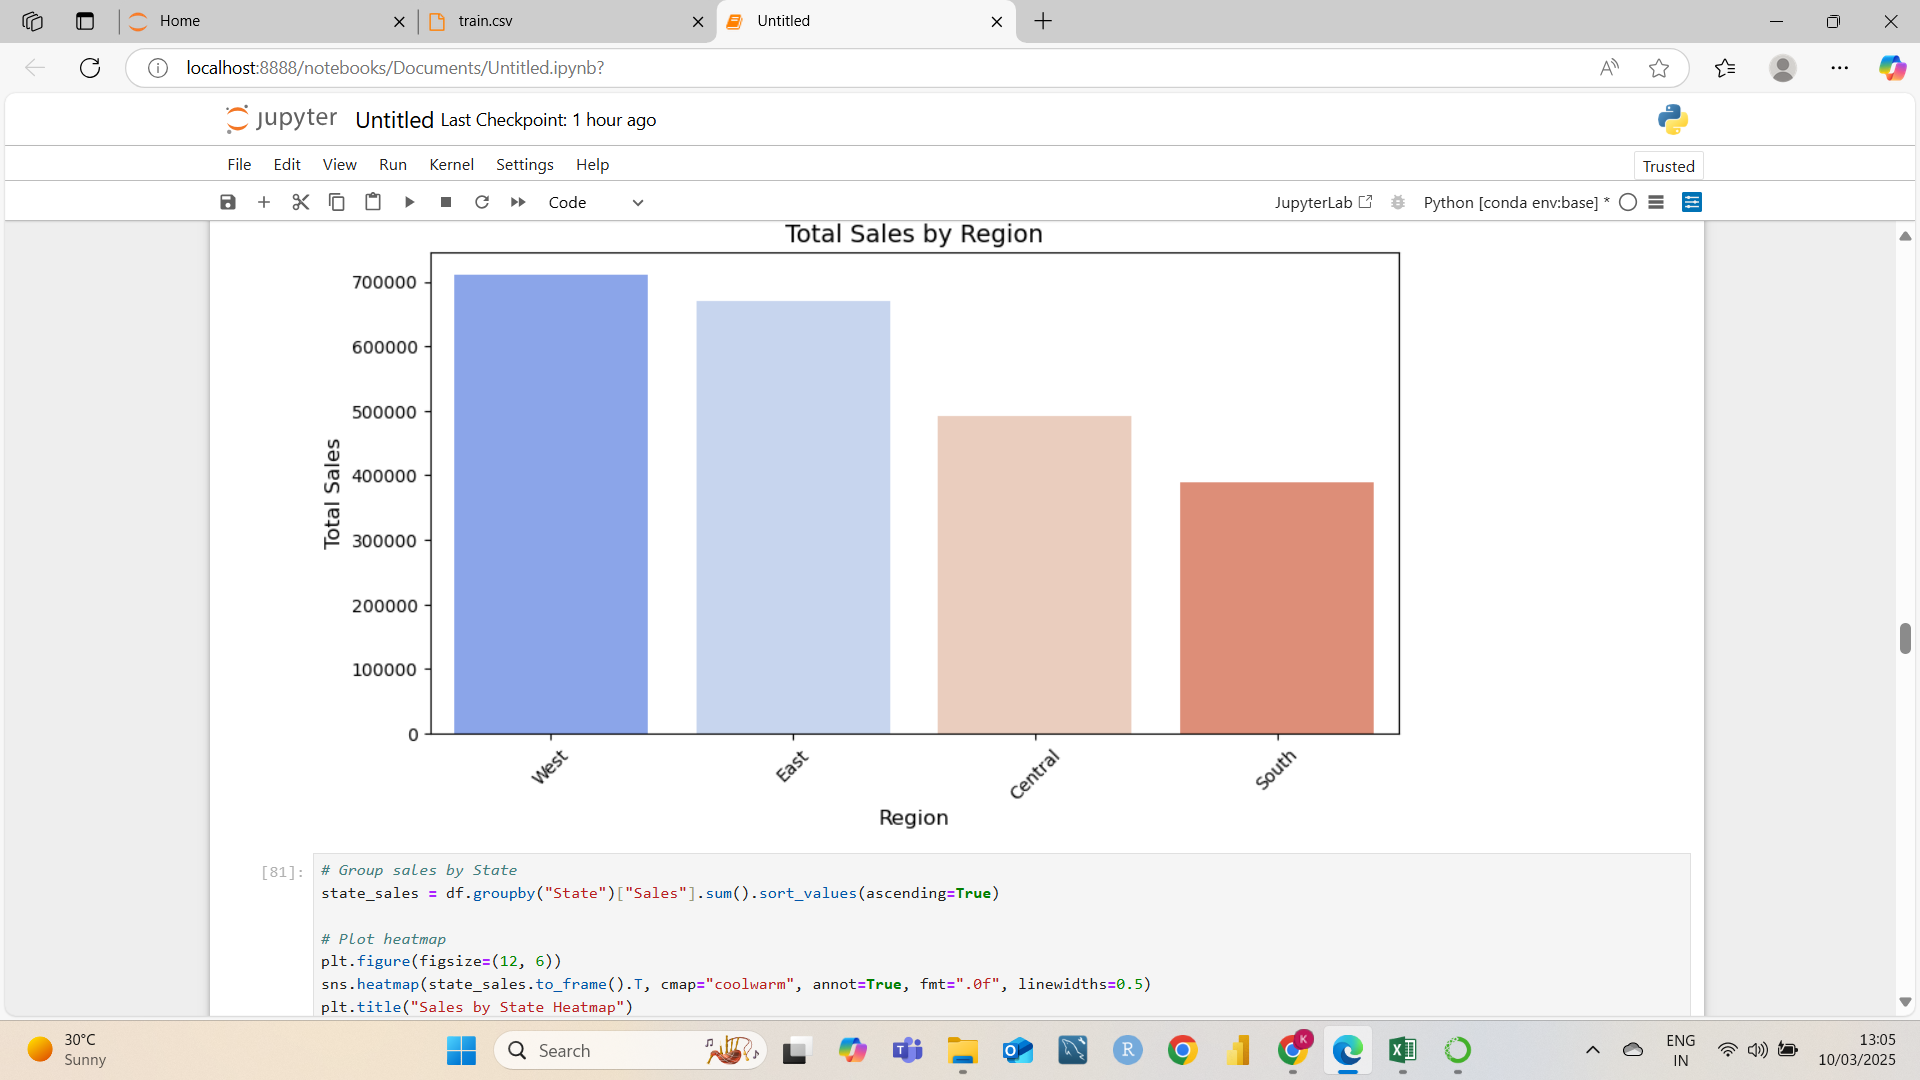 Home
train.csv
Untitled
localhost:8888/notebooks/Documents/Untitled.ipynb?
jupyter Untitled Last Checkpoint: 1 hour ago
File Edit View Run Kernel Settings Help
Trusted
Code
JupyterLab
Python [conda env:base] *
Total Sales by Region
700000
600000
500000
400000
300000
200000
100000
0
Total Sales
West
East
Central
South
Region
[81]:
# Group sales by State
state_sales = df.groupby("State")["Sales"].sum().sort_values(ascending=True)
# Plot heatmap
plt.figure(figsize=(12, 6))
sns.heatmap(state_sales.to_frame().T, cmap="coolwarm", annot=True, fmt=".0f", linewidths=0.5)
plt.title("Sales by State Heatmap")
30°C
Sunny
Search
R
K
ENG
IN
13:05
10/03/2025